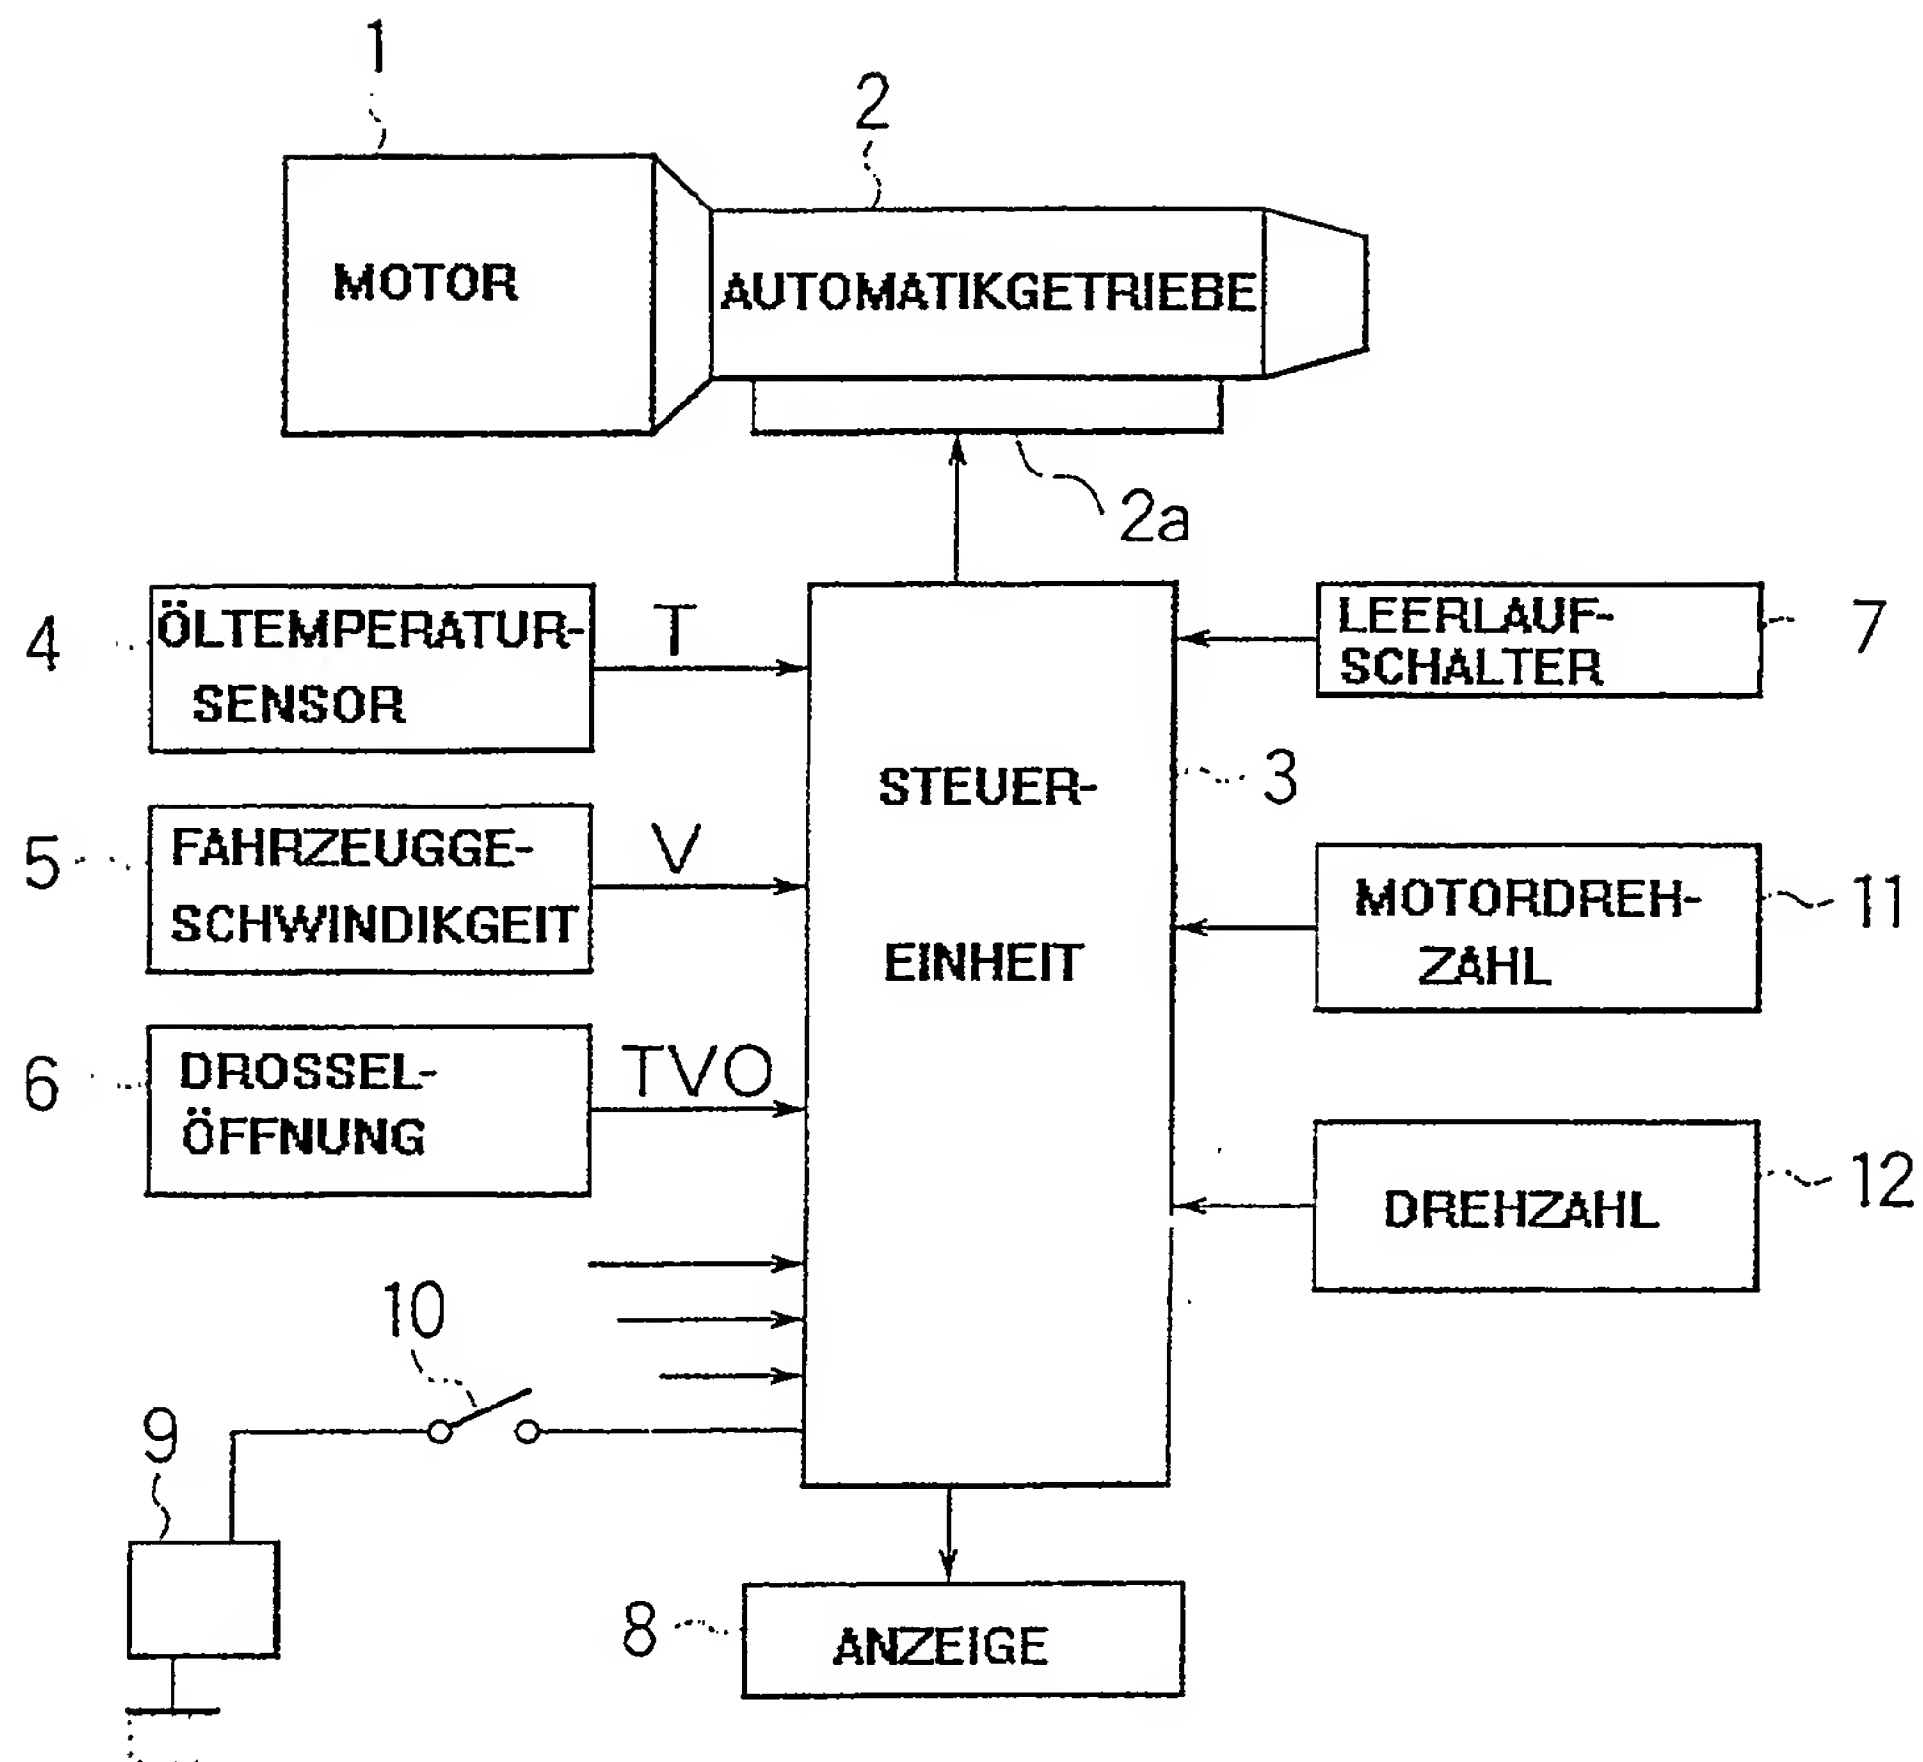 1
2
MOTOR
AUTOMATIKGETRIEBE
2a
4
ÖLTEMPERATUR-
SENSOR
T
LEERLAUF-
SCHALTER
7
STEUER-
EINHEIT
3
5
FAHRZEUGGE-
SCHWINDIKGEIT
V
MOTORDREH-
ZAHL
11
6
DROSSEL-
ÖFFNUNG
TVO
DREHZAHL
12
10
9
8
ANZEIGE